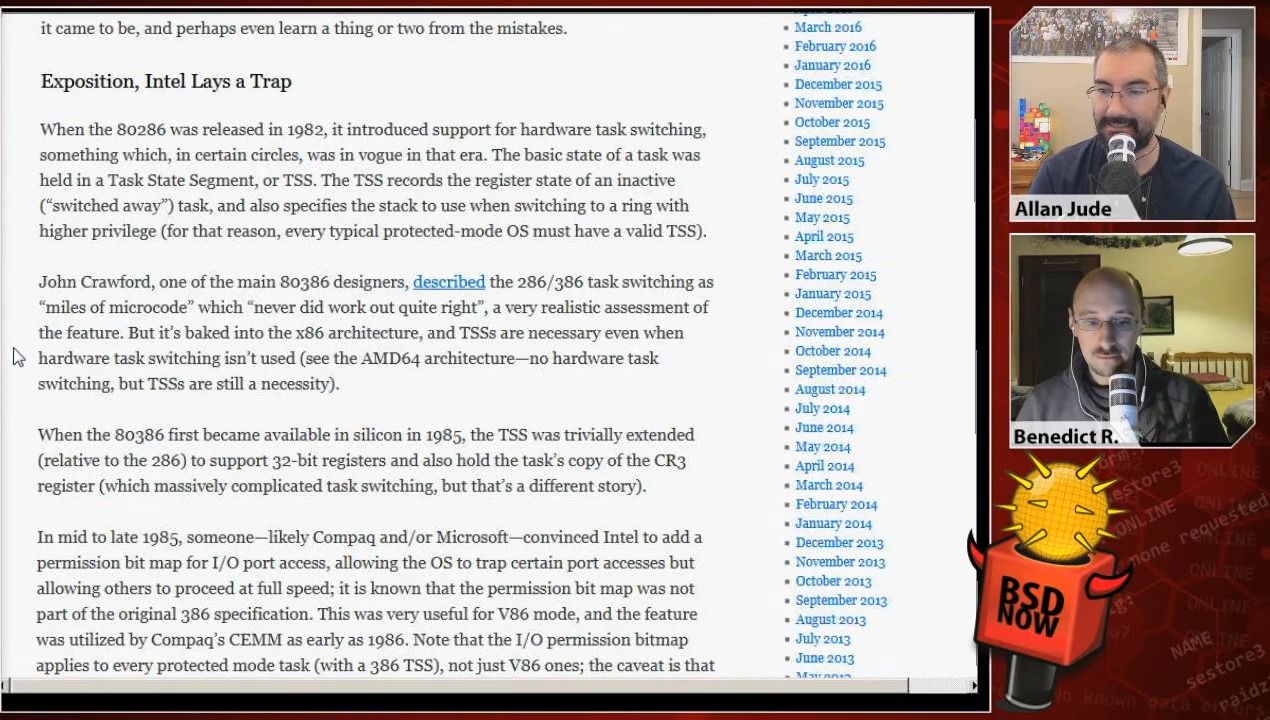 it came to be, and perhaps even learn a thing or two from the mistakes.
Exposition, Intel Lays a Trap
When the 80286 was released in 1982, it introduced support for hardware task switching,
something which, in certain circles, was in vogue in that era. The basic state of a task was
held in a Task State Segment, or TSS. The TSS records the register state of an inactive
(“switched away”) task, and also specifies the stack to use when switching to a ring with
higher privilege (for that reason, every typical protected-mode OS must have a valid TSS).
John Crawford, one of the main 80386 designers, described the 286/386 task switching as
“miles of microcode” which “never did work out quite right”, a very realistic assessment of
the feature. But it’s baked into the x86 architecture, and TSSs are necessary even when
hardware task switching isn’t used (see the AMD64 architecture—no hardware task
switching, but TSSs are still a necessity).
When the 80386 first became available in silicon in 1985, the TSS was trivially extended
(relative to the 286) to support 32-bit registers and also hold the task’s copy of the CR3
register (which massively complicated task switching, but that’s a different story).
In mid to late 1985, someone—likely Compaq and/or Microsoft—convinced Intel to add a
permission bit map for I/O port access, allowing the OS to trap certain port accesses but
allowing others to proceed at full speed; it is known that the permission bit map was not
part of the original 386 specification. This was very useful for V86 mode, and the feature
was utilized by Compaq’s CEMM as early as 1986. Note that the I/O permission bitmap
applies to every protected mode task (with a 386 TSS), not just V86 ones; the caveat is that
March 2016
February 2016
January 2016
December 2015
November 2015
October 2015
September 2015
August 2015
July 2015
June 2015
May 2015
April 2015
March 2015
February 2015
January 2015
December 2014
November 2014
October 2014
September 2014
August 2014
July 2014
June 2014
May 2014
April 2014
March 2014
February 2014
January 2014
December 2013
November 2013
October 2013
September 2013
August 2013
July 2013
June 2013
Allan Jude
Benedict R.
BSD
NOW
ONLINE
NAME